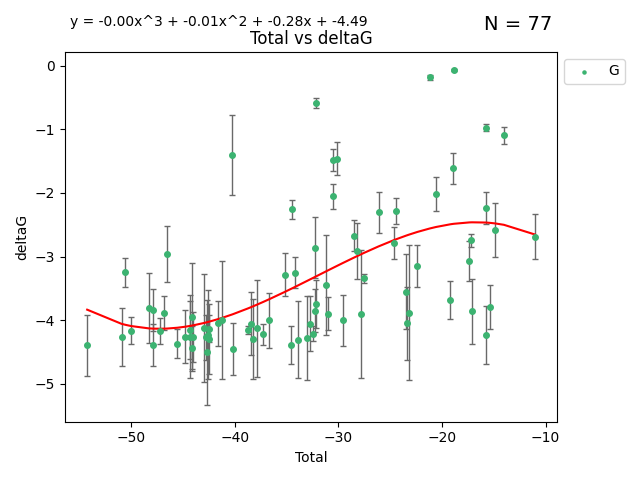 y = -0.00x^3 + -0.01x^2 + -0.28x + -4.49
N = 77
Total vs deltaG
G
0
−1
−2
−3
−4
−5
deltaG
−50 −40 −30 −20 −10
Total